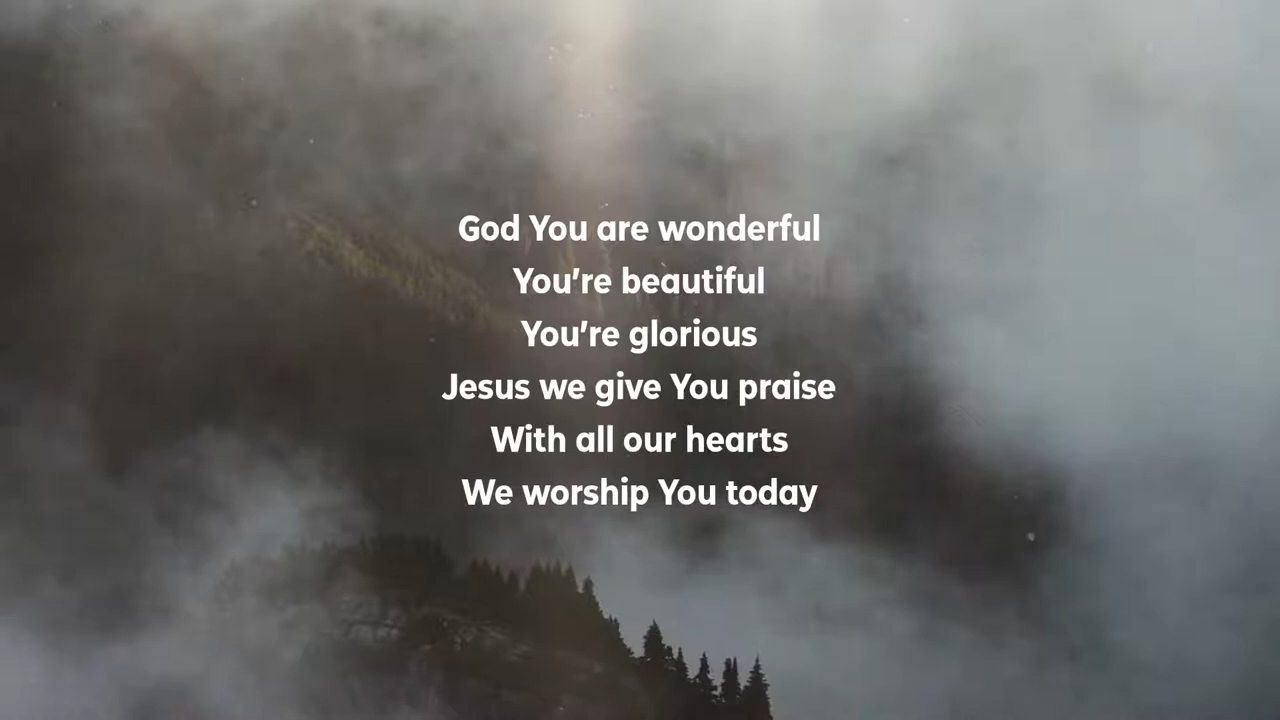 God You are wonderful
You're beautiful
You're glorious
Jesus we give You praise
With all our hearts
We worship You today